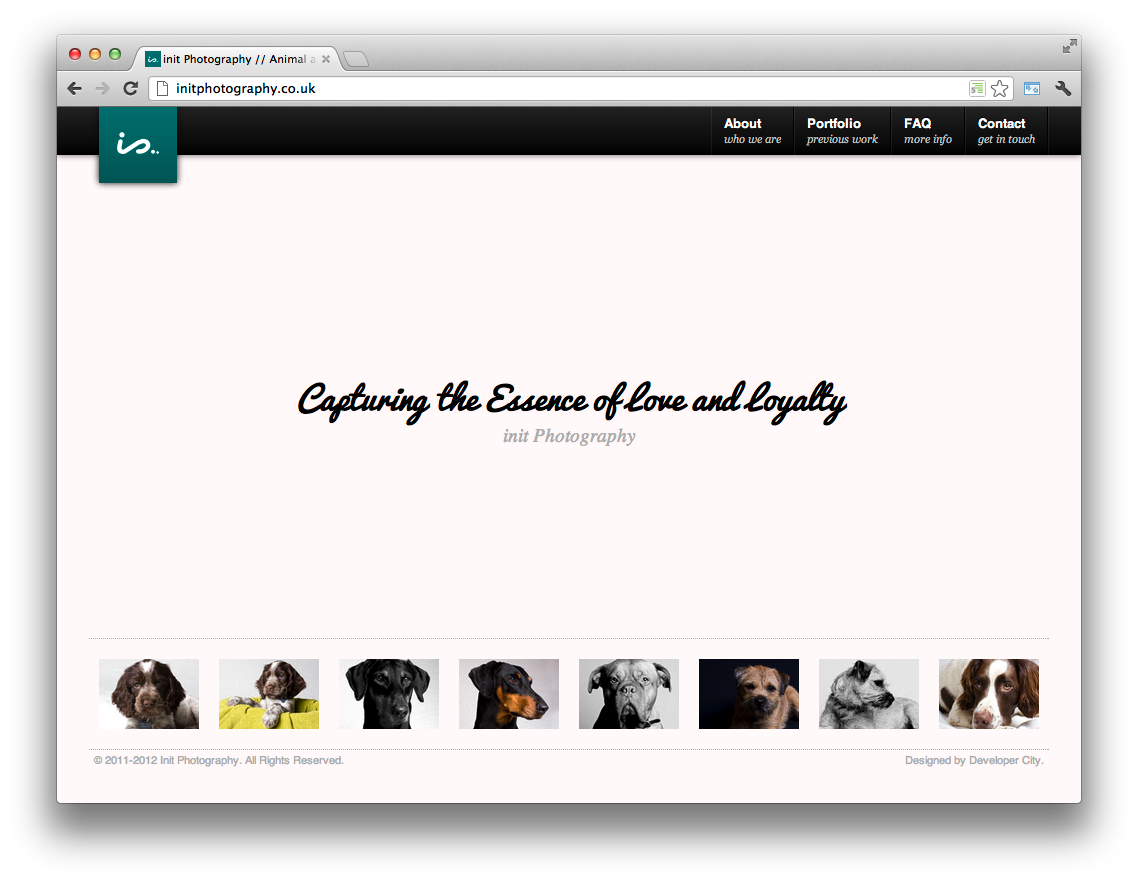 init Photography // Animal a
initphotography.co.uk
is..
About
who we are
Portfolio
previous work
FAQ
more info
Contact
get in touch
Capturing the Essence of Love and Loyalty
init Photography
© 2011-2012 Init Photography. All Rights Reserved.
Designed by Developer City.